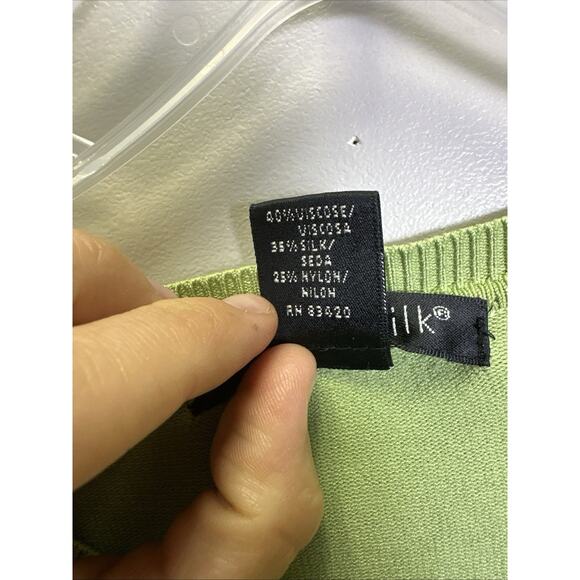 40% VISCOSE/
VISCOSA
35% SILK/
SEDA
25% NYLON/
NILON
RN 83420
ilk®